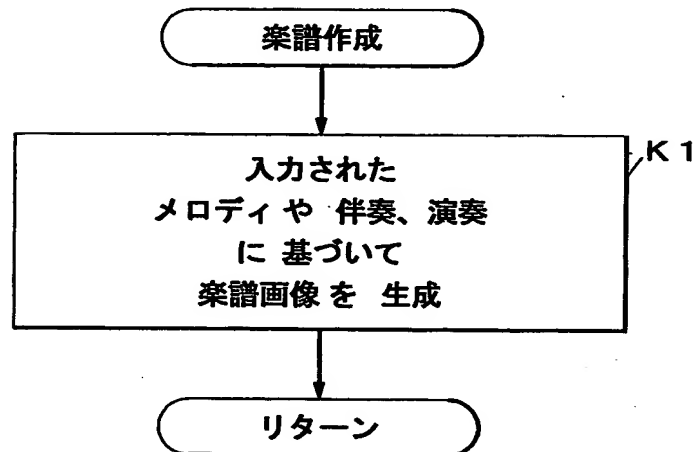 楽譜作成
K1
入力された
メロディや 伴奏、演奏
に 基づいて
楽譜画像 を 生成
リターン